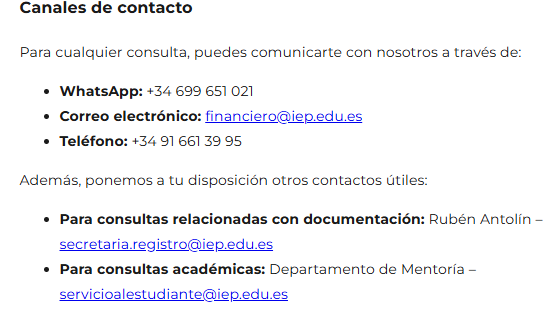 Canales de contacto
Para cualquier consulta, puedes comunicarte con nosotros a través de:
• WhatsApp: +34 699 651 021
• Correo electrónico: financiero@iep.edu.es
• Teléfono: +34 91 661 39 95
Además, ponemos a tu disposición otros contactos útiles:
• Para consultas relacionadas con documentación: Rubén Antolín –
secretaria.registro@iep.edu.es
• Para consultas académicas: Departamento de Mentoría –
servicioalestudiante@iep.edu.es